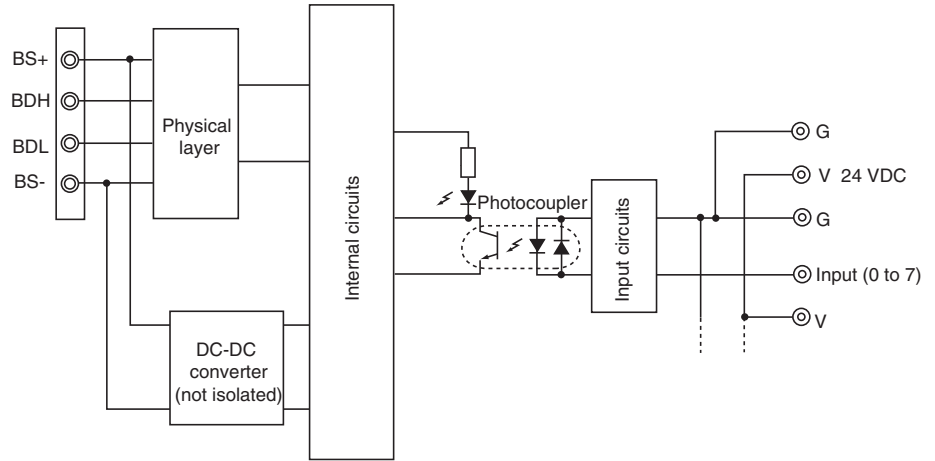 BS+
BDH
BDL
BS-
Physical
layer
DC-DC
converter
(not isolated)
Internal circuits
Photocoupler
Input circuits
G
V 24 VDC
G
Input (0 to 7)
V